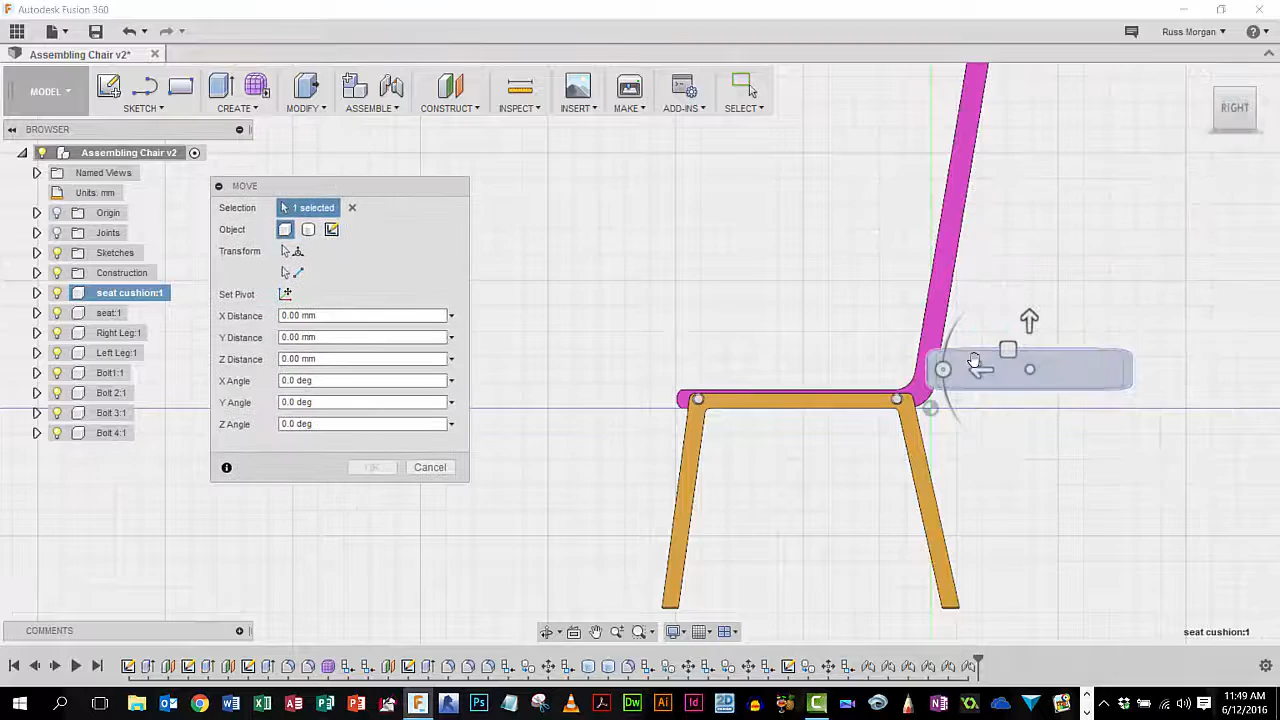 Autodesk Fusion 360
Russ Morgan
Assembling Chair v2*
MODEL
SKETCH
CREATE
MODIFY
ASSEMBLE
CONSTRUCT
INSPECT
INSERT
MAKE
ADD-INS
SELECT
BROWSER
Assembling Chair v2
Named Views
Units: mm
Origin
Joints
Sketches
Construction
seat cushion:1
seat:1
Right Leg:1
Left Leg:1
Bolt1:1
Bolt 2:1
Bolt 3:1
Bolt 4:1
MOVE
Selection 1 selected
Object
Transform
Set Pivot
X Distance 0.00 mm
Y Distance 0.00 mm
Z Distance 0.00 mm
X Angle 0.0 deg
Y Angle 0.0 deg
Z Angle 0.0 deg
OK Cancel
RIGHT
COMMENTS
seat cushion:1
11:49 AM
6/12/2016